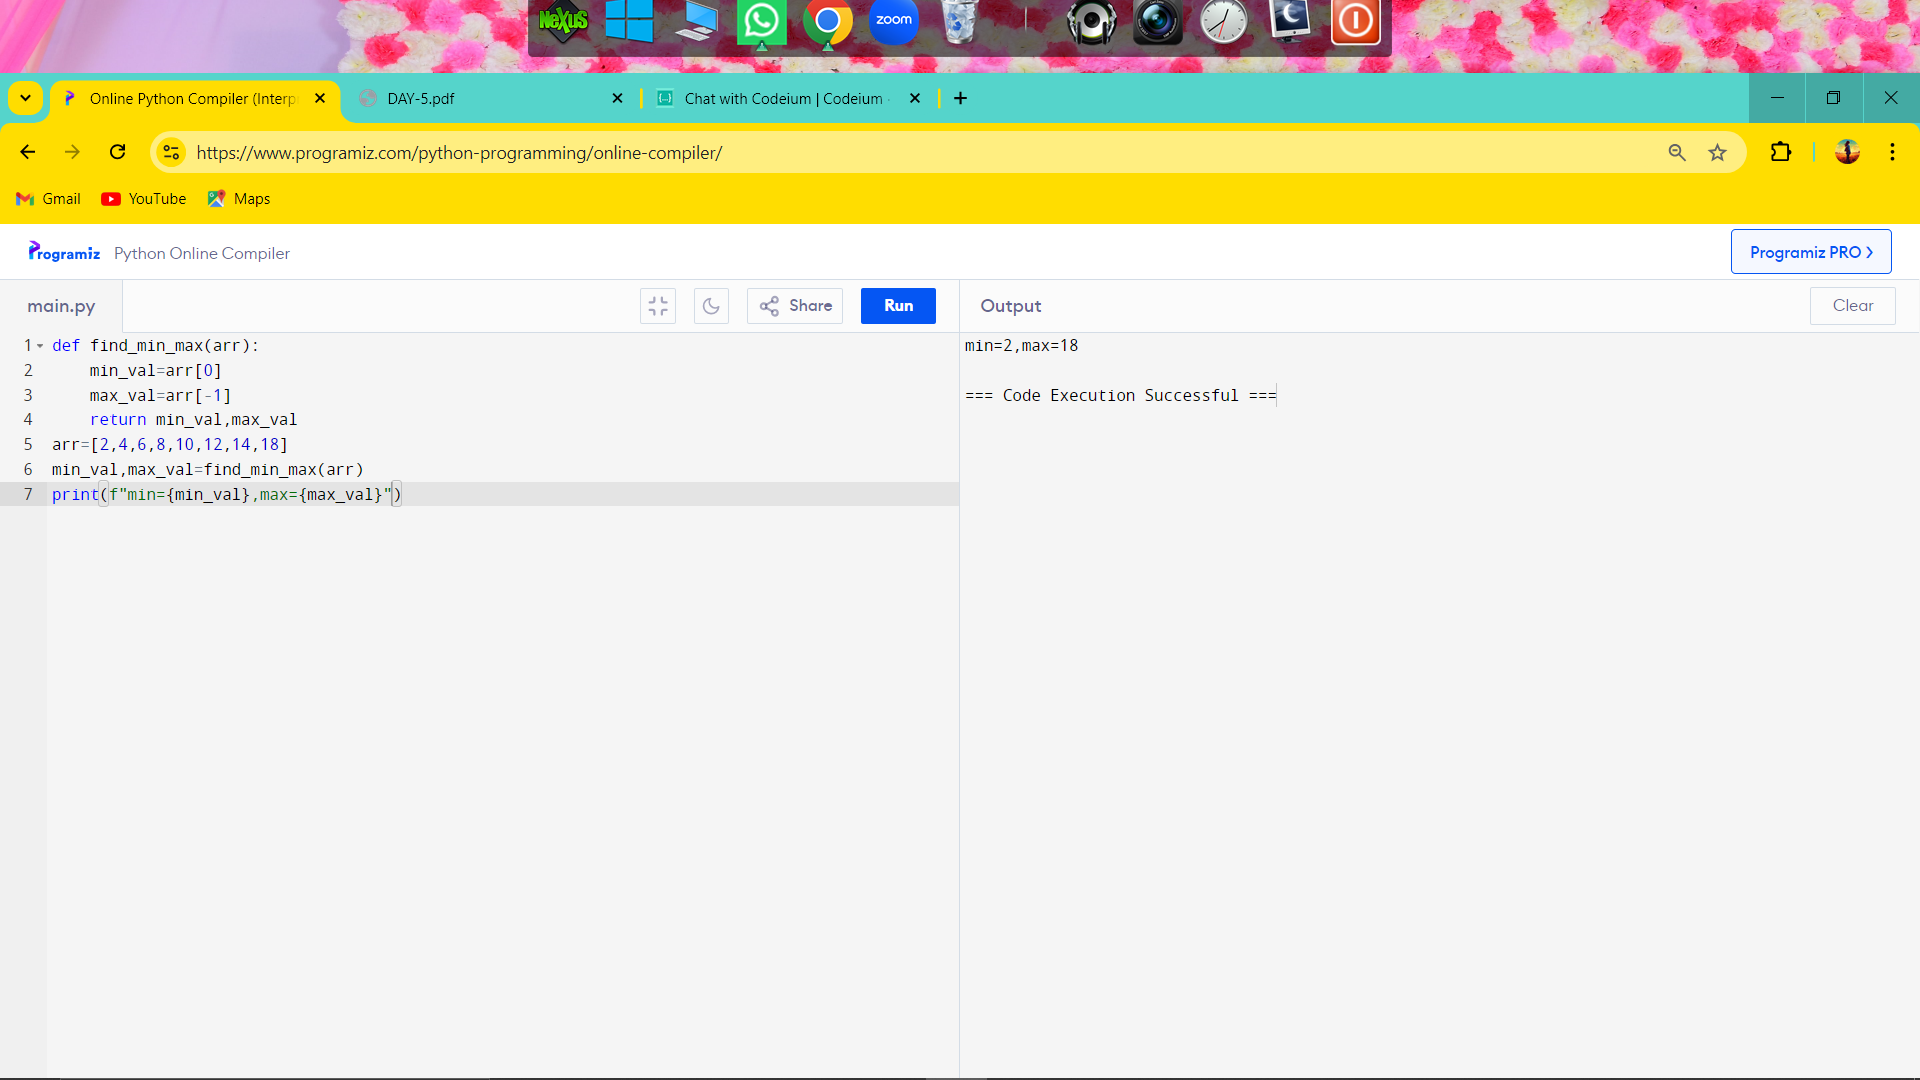 NeXuS
zoom
Online Python Compiler (Interp
DAY-5.pdf
Chat with Codeium | Codeium
https://www.programiz.com/python-programming/online-compiler/
Gmail
YouTube
Maps
Programiz
Python Online Compiler
Programiz PRO ›
main.py
Share
Run
Output
Clear
1 def find_min_max(arr):
2     min_val=arr[0]
3     max_val=arr[-1]
4     return min_val,max_val
5 arr=[2,4,6,8,10,12,14,18]
6 min_val,max_val=find_min_max(arr)
7 print(f"min={min_val},max={max_val}")
min=2,max=18
=== Code Execution Successful ===